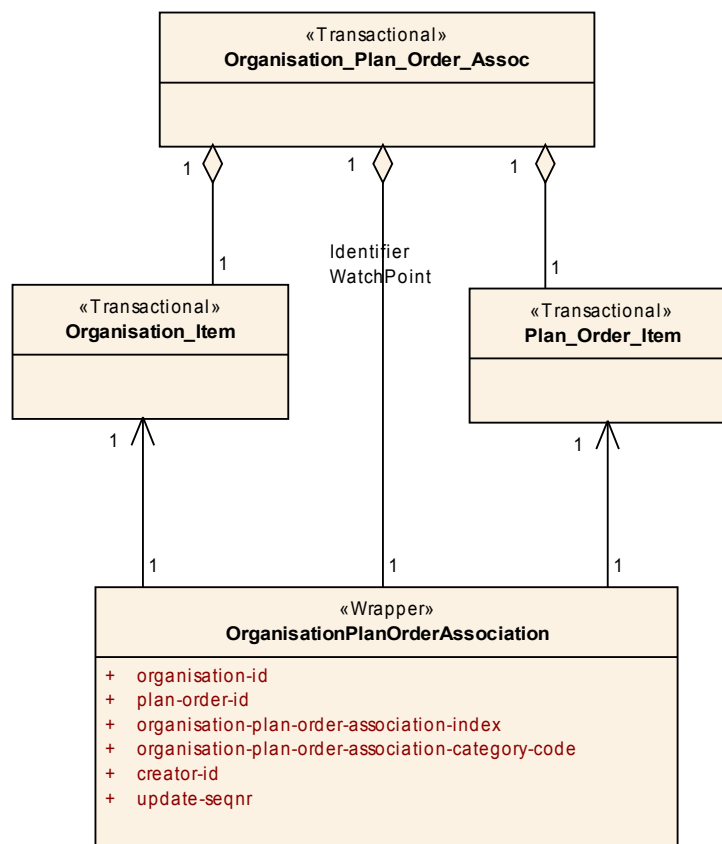 «Transactional»
Organisation_Plan_Order_Assoc
1
1
1
Identifier
WatchPoint
1
1
«Transactional»
Organisation_Item
«Transactional»
Plan_Order_Item
1
1
1
1
1
«Wrapper»
OrganisationPlanOrderAssociation
+ organisation-id
+ plan-order-id
+ organisation-plan-order-association-index
+ organisation-plan-order-association-category-code
+ creator-id
+ update-seqnr